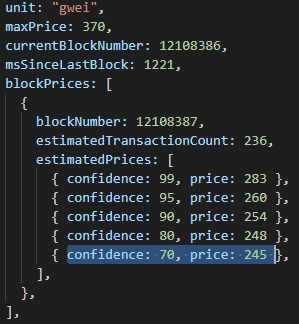 unit: "gwei",
maxPrice: 370,
currentBlockNumber: 12108386,
msSinceLastBlock: 1221,
blockPrices: [
{
blockNumber: 12108387,
estimatedTransactionCount: 236,
estimatedPrices: [
{ confidence: 99, price: 283 },
{ confidence: 95, price: 260 },
{ confidence: 90, price: 254 },
{ confidence: 80, price: 248 },
{ confidence: 70, price: 245 },
],
},
],